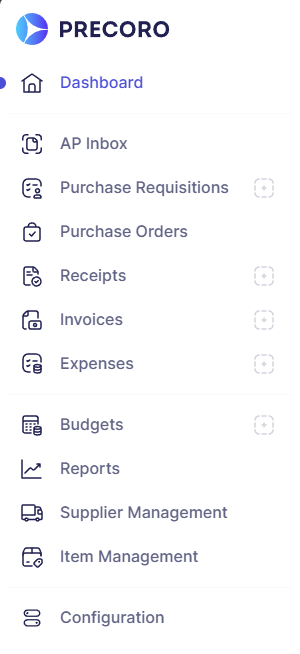 PRECORO
Dashboard
AP Inbox
Purchase Requisitions
Purchase Orders
Receipts
Invoices
Expenses
Budgets
Reports
Supplier Management
Item Management
Configuration